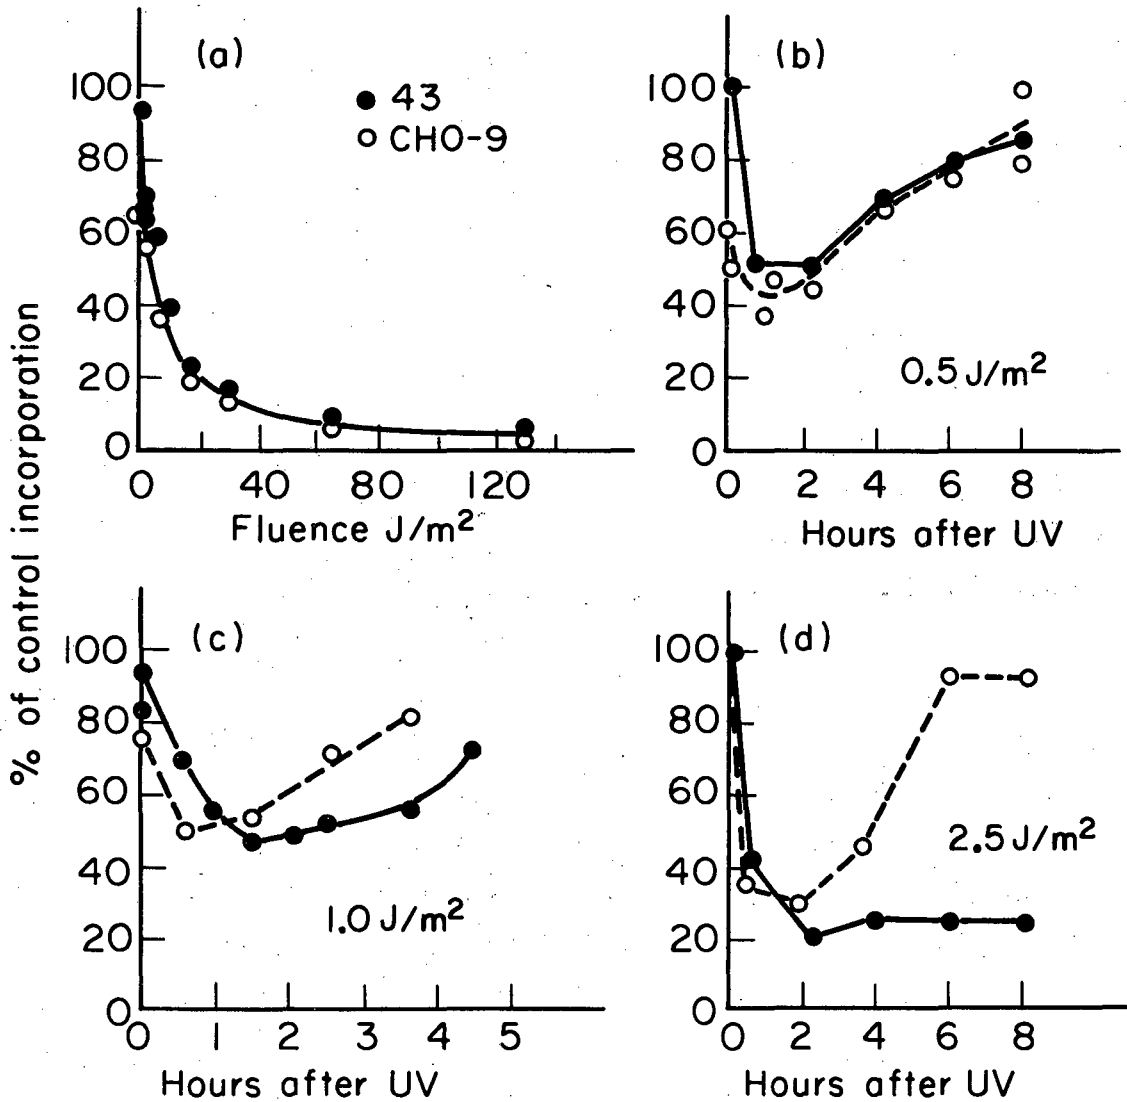 % of control incorporation
(a)
● 43
○ CHO-9
100
80
60
40
20
0
0 40 80 120
Fluence J/m²
(b)
100
80
60
40
20
0
0.5 J/m²
0 2 4 6 8
Hours after UV
(c)
100
80
60
40
20
0
1.0 J/m²
0 1 2 3 4 5
Hours after UV
(d)
100
80
60
40
20
0
2.5 J/m²
0 2 4 6 8
Hours after UV